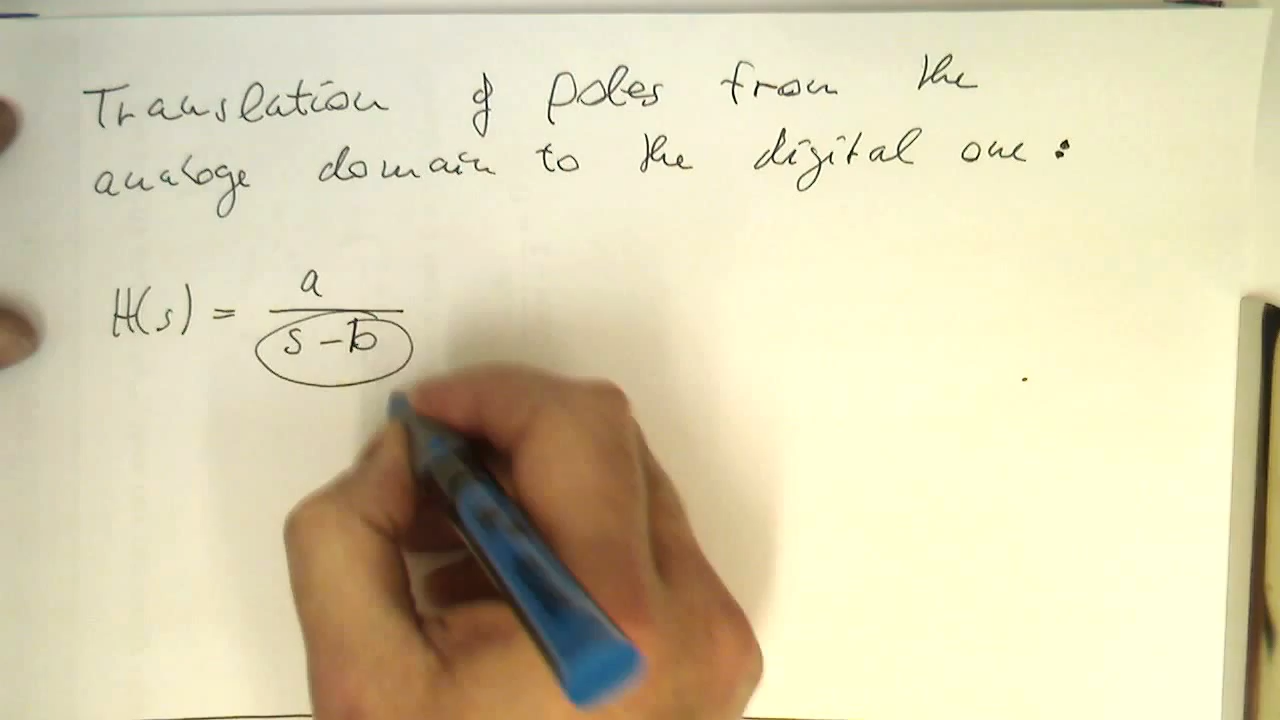 Translation of poles from the
analoge domain to the digital one:
H(s) = a
s-b